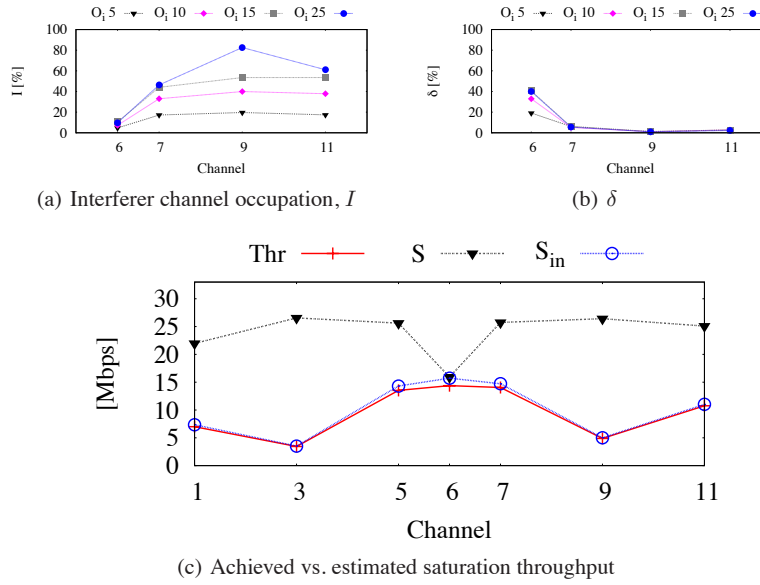 O_i 5 O_i 10 O_i 15 O_i 25
I [%]
100
80
60
40
20
0
6 7 9 11
Channel
(a) Interferer channel occupation, I
O_i 5 O_i 10 O_i 15 O_i 25
δ [%]
100
80
60
40
20
0
6 7 9 11
Channel
(b) δ
Thr S S_in
[Mbps]
30
25
20
15
10
5
0
1 3 5 6 7 9 11
Channel
(c) Achieved vs. estimated saturation throughput